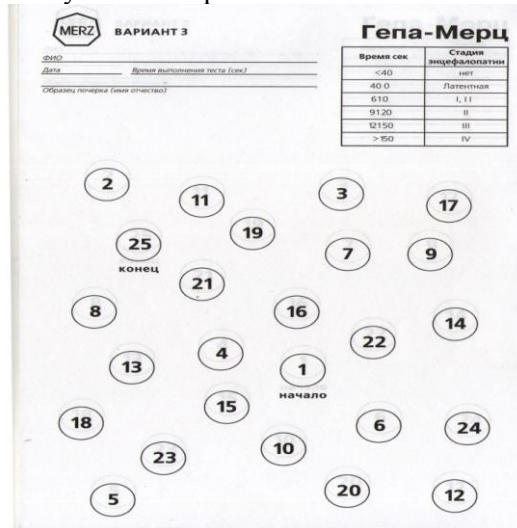 MERZ ВАРИАНТ 3
Гепа-Мерц
ФИО
Дата Время выполнения теста (сек)
Образец почерка (имя отчество)
Время сек Стадия энцефалопатии
<40 нет
40 0 Латентная
610 I, I I
9120 II
12150 III
>150 IV
2
11
3
17
19
25
конец
7
9
21
8
16
14
22
4
13
1
начало
15
18
6
24
10
23
20
12
5